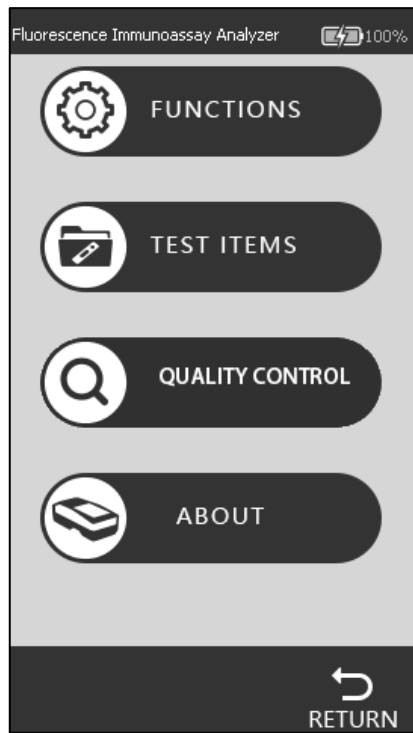 Fluorescence Immunoassay Analyzer 100%
FUNCTIONS
TEST ITEMS
QUALITY CONTROL
ABOUT
RETURN